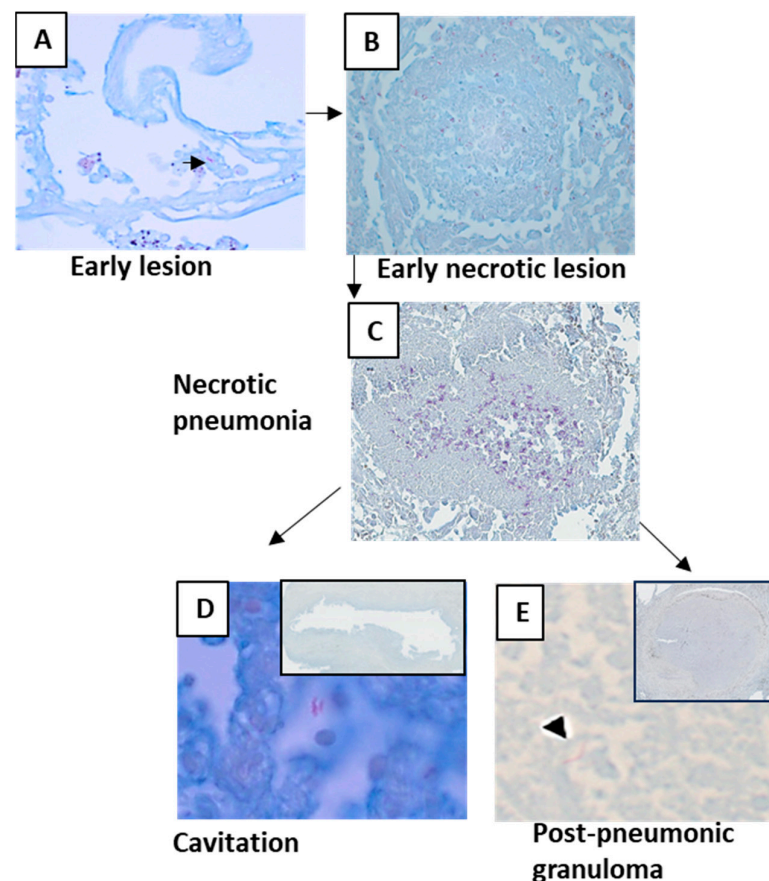 A
B
Early lesion
Early necrotic lesion
C
Necrotic
pneumonia
D
E
Cavitation
Post-pneumonic
granuloma